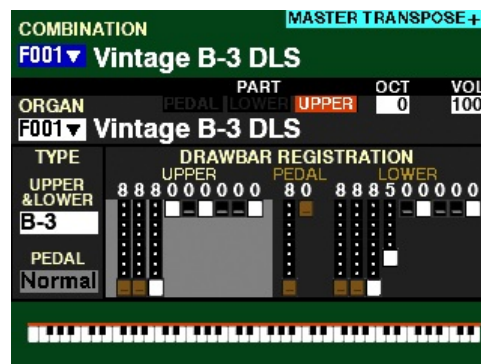 COMBINATION
MASTER TRANSPOSE+
F001▼ Vintage B-3 DLS
PART OCT VOL
ORGAN PEDAL LOWER UPPER 0 100
F001▼ Vintage B-3 DLS
TYPE DRAWBAR REGISTRATION
UPPER PEDAL LOWER
UPPER 888000000 80 888500000
&LOWER
B-3
PEDAL
Normal